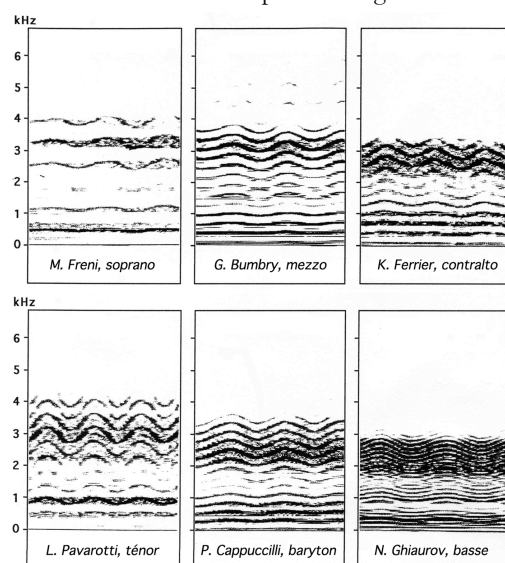 kHz
6
5
4
3
2
1
0
M. Freni, soprano
G. Bumbry, mezzo
K. Ferrier, contralto
kHz
6
5
4
3
2
1
0
L. Pavarotti, ténor
P. Cappuccilli, baryton
N. Ghiaurov, basse